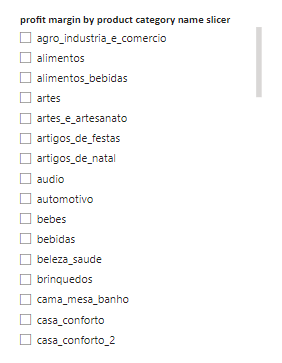 profit margin by product category name slicer
agro_industria_e_comercio
alimentos
alimentos_bebidas
artes
artes_e_artesanato
artigos_de_festas
artigos_de_natal
audio
automotivo
bebes
bebidas
beleza_saude
brinquedos
cama_mesa_banho
casa_conforto
casa_conforto_2